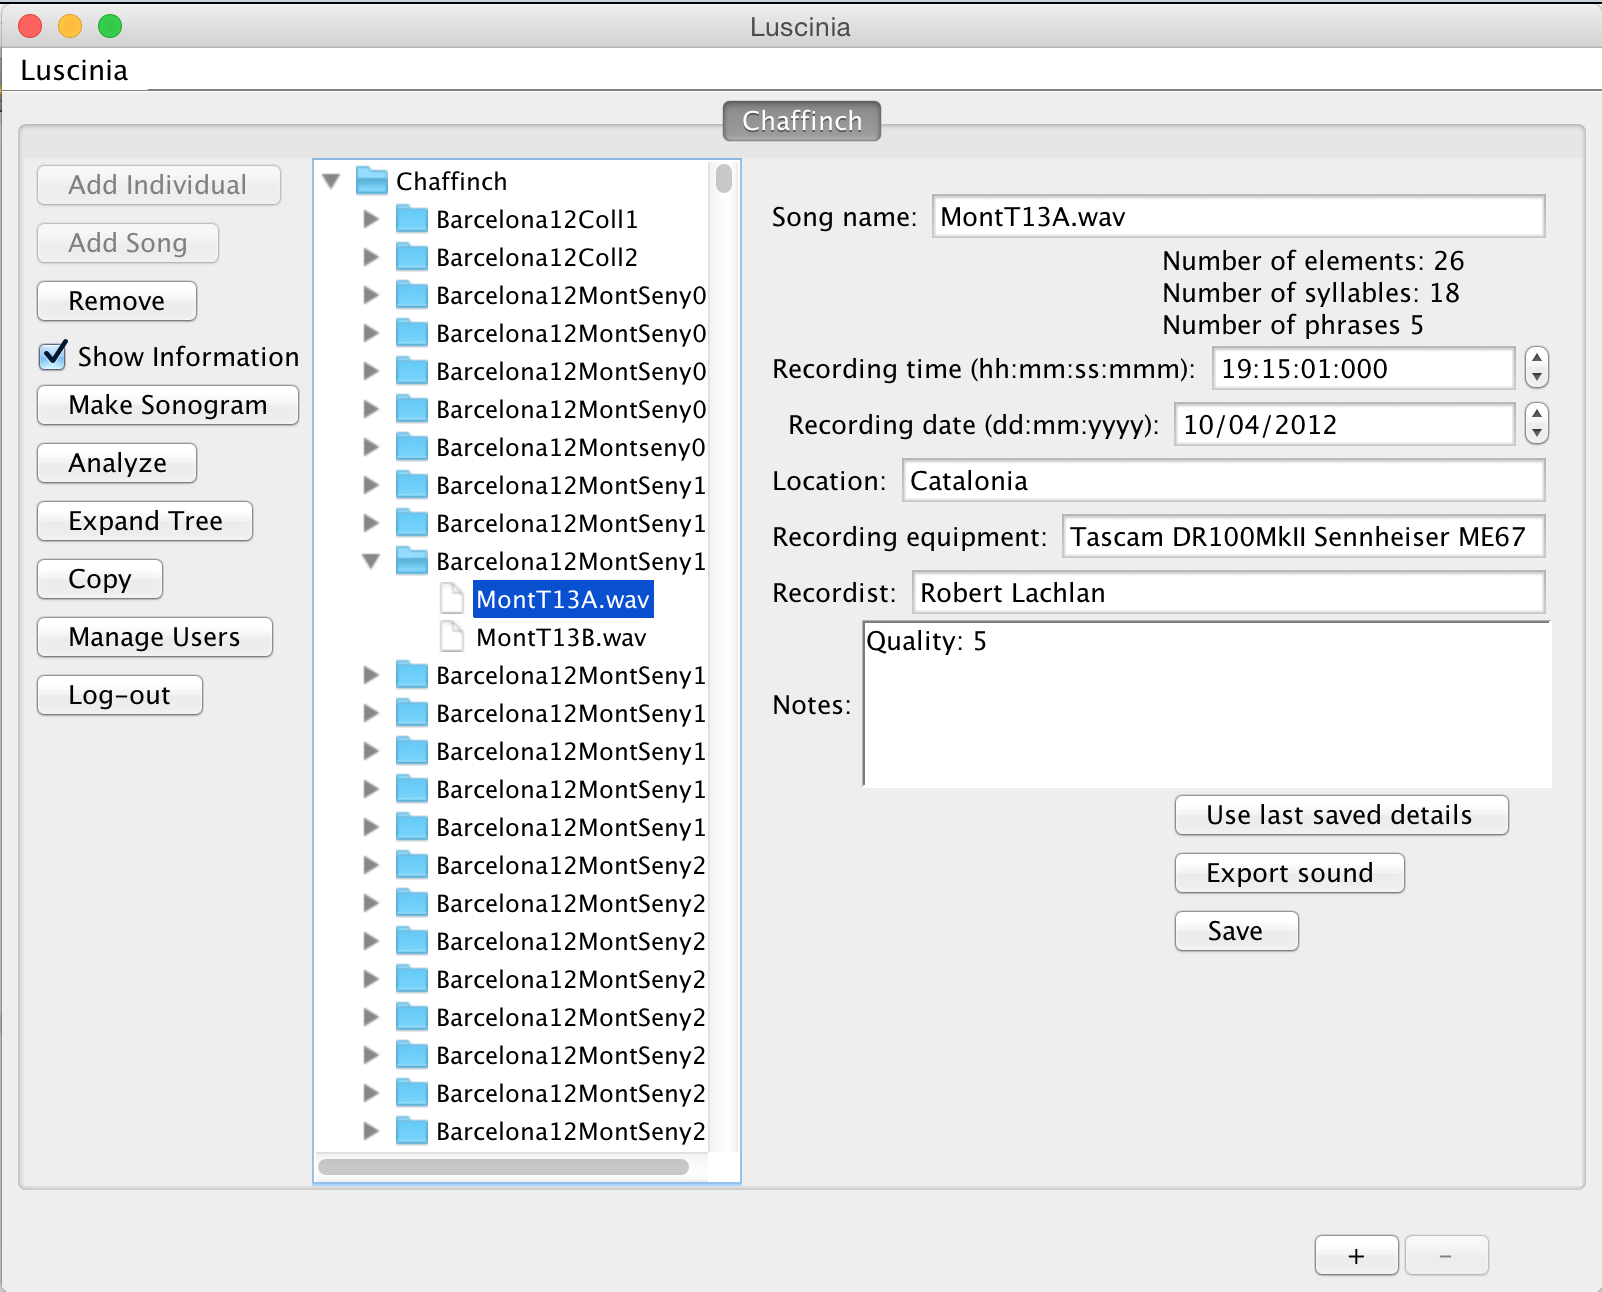 Luscinia
Luscinia
Chaffinch
Add Individual
Add Song
Remove
Show Information
Make Sonogram
Analyze
Expand Tree
Copy
Manage Users
Log-out
Chaffinch
Barcelona12Coll1
Barcelona12Coll2
Barcelona12MontSeny0
Barcelona12MontSeny0
Barcelona12MontSeny0
Barcelona12MontSeny0
Barcelona12Montseny0
Barcelona12MontSeny1
Barcelona12MontSeny1
Barcelona12MontSeny1
MontT13A.wav
MontT13B.wav
Barcelona12MontSeny1
Barcelona12MontSeny1
Barcelona12MontSeny1
Barcelona12MontSeny1
Barcelona12MontSeny1
Barcelona12MontSeny2
Barcelona12MontSeny2
Barcelona12MontSeny2
Barcelona12MontSeny2
Barcelona12MontSeny2
Barcelona12MontSeny2
Barcelona12MontSeny2
Barcelona12MontSeny2
Song name: MontT13A.wav
Number of elements: 26
Number of syllables: 18
Number of phrases 5
Recording time (hh:mm:ss:mmm): 19:15:01:000
Recording date (dd:mm:yyyy): 10/04/2012
Location: Catalonia
Recording equipment: Tascam DR100MkII Sennheiser ME67
Recordist: Robert Lachlan
Notes: Quality: 5
Use last saved details
Export sound
Save
+ -